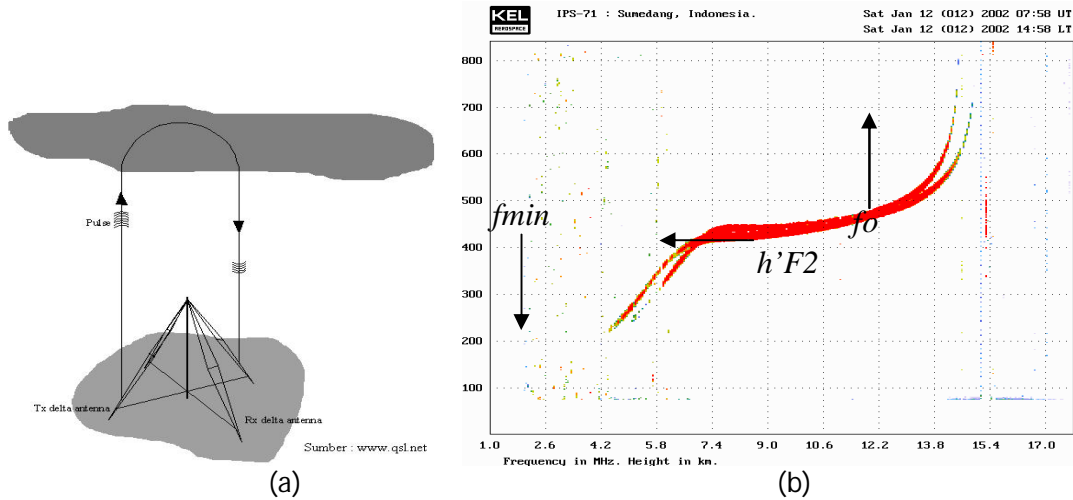 Pulse
Tx delta antenna
Rx delta antenna
Sumber : www.qsl.net
(a)
KEL
AEROSPACE
IPS-71 : Sumedang, Indonesia.
Sat Jan 12 (012) 2002 07:58 UT
Sat Jan 12 (012) 2002 14:58 LT
800
700
600
500
400
300
200
100
fmin
fo
h'F2
1.0 2.6 4.2 5.8 7.4 9.0 10.6 12.2 13.8 15.4 17.0
Frequency in MHz. Height in km.
(b)